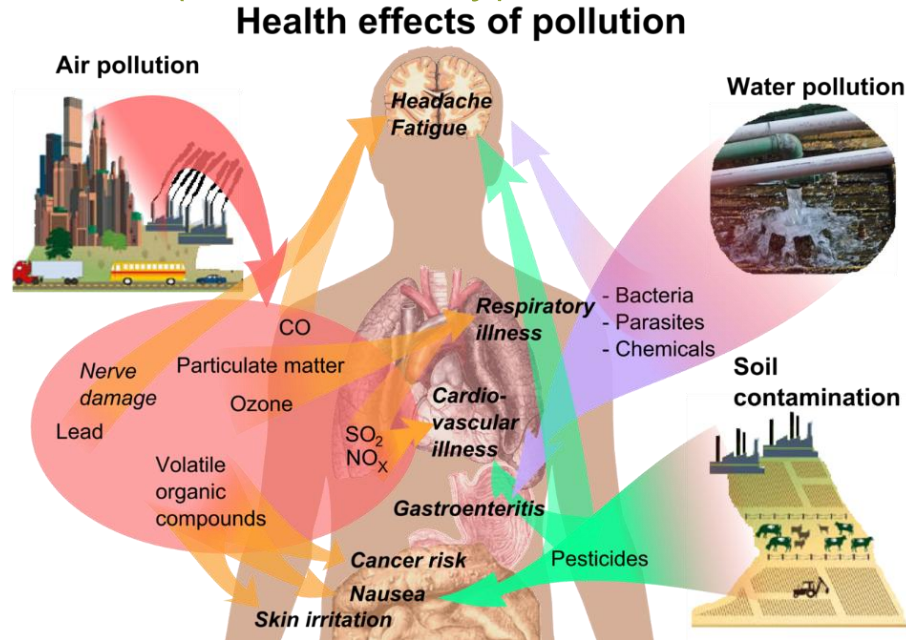 Health effects of pollution
Air pollution
Water pollution
Headache
Fatigue
- Bacteria
- Parasites
- Chemicals
Respiratory
illness
CO
Particulate matter
Nerve
damage
Ozone
Lead
Cardio-
vascular
illness
SO2
NOX
Soil
contamination
Volatile
organic
compounds
Gastroenteritis
Pesticides
Cancer risk
Nausea
Skin irritation